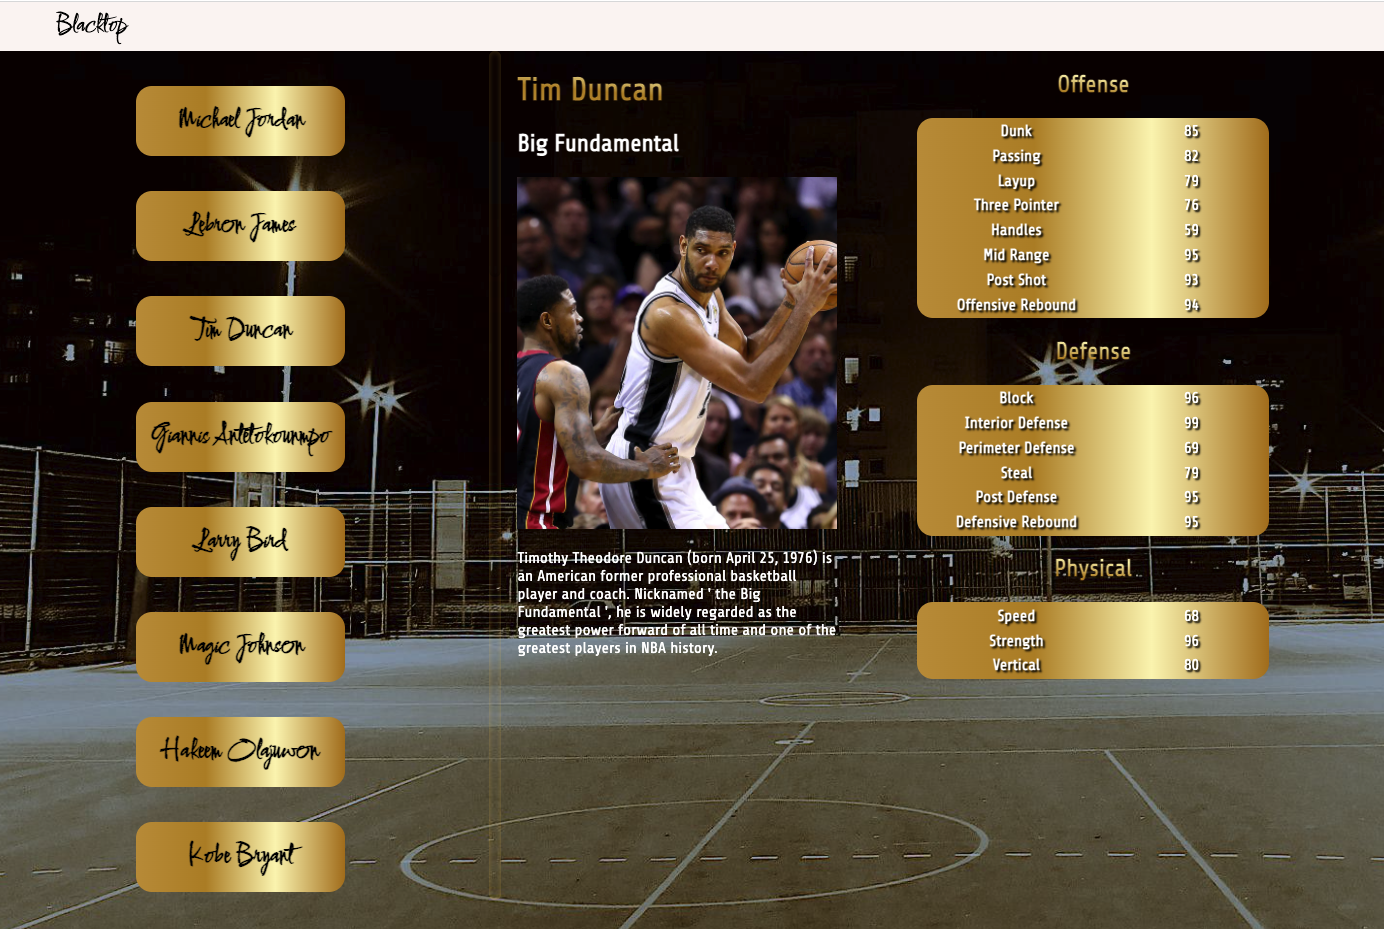 Blacktop
Michael Jordan
Lebron James
Tim Duncan
Giannis Antetokounmpo
Larry Bird
Magic Johnson
Hakeem Olajuwon
Kobe Bryant
Tim Duncan
Big Fundamental
Timothy Theodore Duncan (born April 25, 1976) is
an American former professional basketball
player and coach. Nicknamed ' the Big
Fundamental ', he is widely regarded as the
greatest power forward of all time and one of the
greatest players in NBA history.
Offense
Dunk 85
Passing 82
Layup 79
Three Pointer 76
Handles 59
Mid Range 95
Post Shot 93
Offensive Rebound 94
Defense
Block 96
Interior Defense 99
Perimeter Defense 69
Steal 79
Post Defense 95
Defensive Rebound 95
Physical
Speed 68
Strength 96
Vertical 80